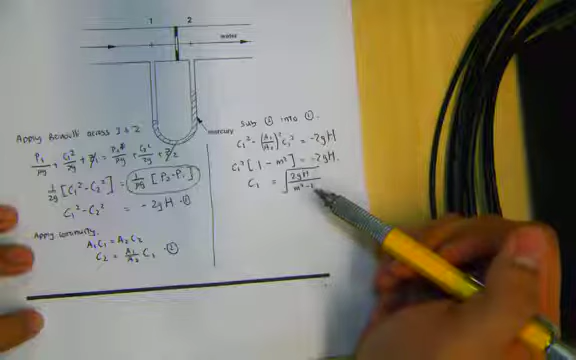 1 2
water
mercury
Apply Bernoulli across 1 & 2
P₁/ρg + C₁²/2g + z₁ = P₂/ρg + C₂²/2g + z₂
1/2g [C₁² - C₂²] = 1/ρg [P₂ - P₁]
C₁² - C₂² = -2gH -①
Apply continuity
A₁C₁ = A₂C₂
C₂ = A₁/A₂ C₁ -②
Sub ② into ①.
C₁² - (A₁/A₂)² C₁² = -2gH
C₁² [1 - m²] = -2gH.
C₁ = √(2gH / m²-1)